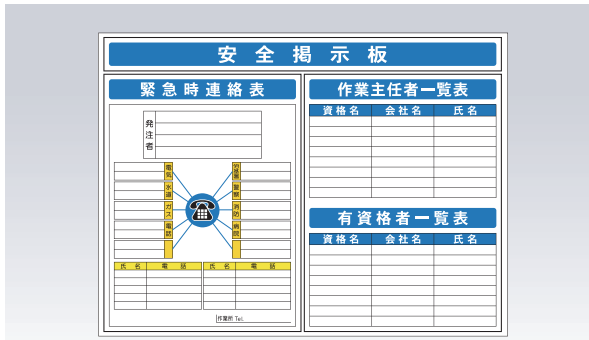 安全掲示板
緊急時連絡表
発注者
電気
水道
ガス
電話
労基署
警察
消防
病院
氏名 電話 氏名 電話
作業所 Tel.
作業主任者一覧表
資格名 会社名 氏名
有資格者一覧表
資格名 会社名 氏名